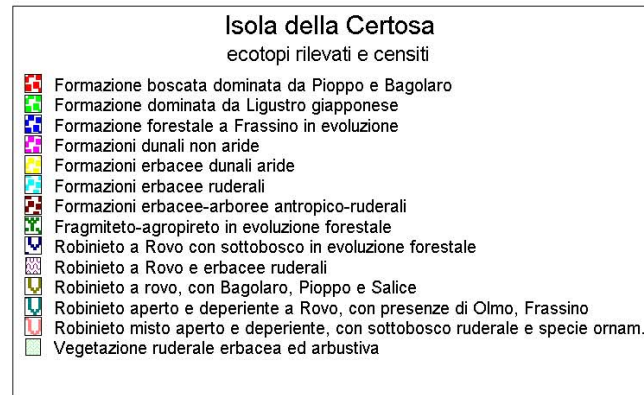 Isola della Certosa
ecotopi rilevati e censiti
Formazione boscata dominata da Pioppo e Bagolaro
Formazione dominata da Ligustro giapponese
Formazione forestale a Frassino in evoluzione
Formazioni dunali non aride
Formazioni erbacee dunali aride
Formazioni erbacee ruderali
Formazioni erbacee-arboree antropico-ruderali
Fragmiteto-agropireto in evoluzione forestale
Robinieto a Rovo con sottobosco in evoluzione forestale
Robinieto a Rovo e erbacee ruderali
Robinieto a rovo, con Bagolaro, Pioppo e Salice
Robinieto aperto e deperiente a Rovo, con presenze di Olmo, Frassino
Robinieto misto aperto e deperiente, con sottobosco ruderale e specie ornam.
Vegetazione ruderale erbacea ed arbustiva